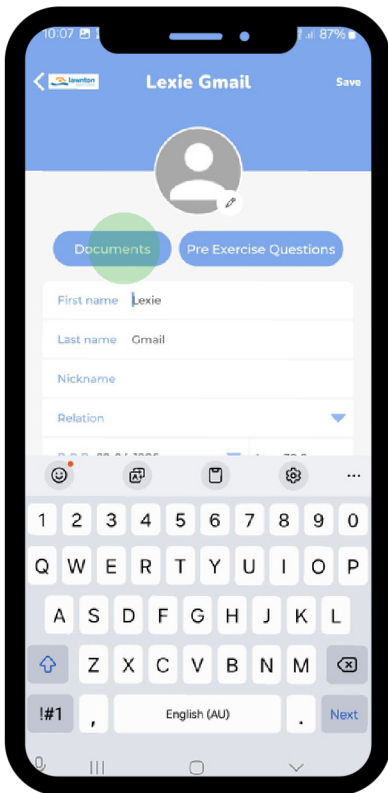 10:07 87%
lawnton Lexie Gmail Save
Documents Pre Exercise Questions
First name Lexie
Last name Gmail
Nickname
Relation
1 2 3 4 5 6 7 8 9 0
Q W E R T Y U I O P
A S D F G H J K L
Z X C V B N M
!#1 , English (AU) . Next